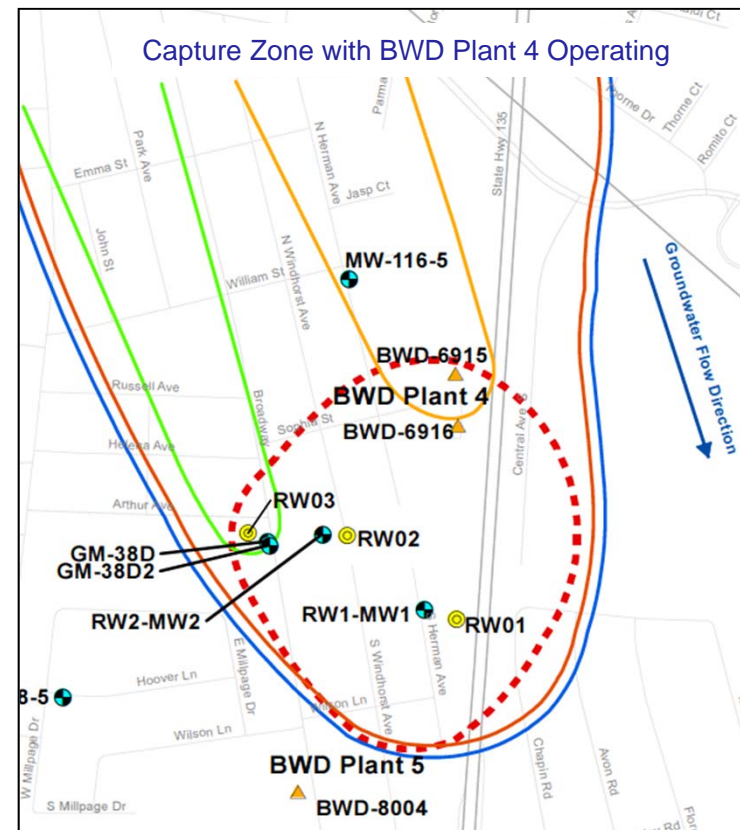 Capture Zone with BWD Plant 4 Operating
Thorne Dr
Thorne Ct
Romito Ct
Park Ave
Emma St
John St
N Herman Ave
Jasp Ct
State Hwy 135
William St
N Windhorst Ave
MW-116-5
Groundwater Flow Direction
BWD-6915
Russell Ave
BWD Plant 4
Broadway
Sophia St
BWD-6916
Central Ave S
Helena Ave
Arthur Ave
RW03
GM-38D
RW02
GM-38D2
RW2-MW2
RW1-MW1
RW01
E Millpage Dr
S Windhorst Ave
S Herman Ave
Hoover Ln
8-5
W Millpage Dr
Wilson Ln
Wilson Ln
BWD Plant 5
Chapin Rd
Avon Rd
BWD-8004
S Millpage Dr